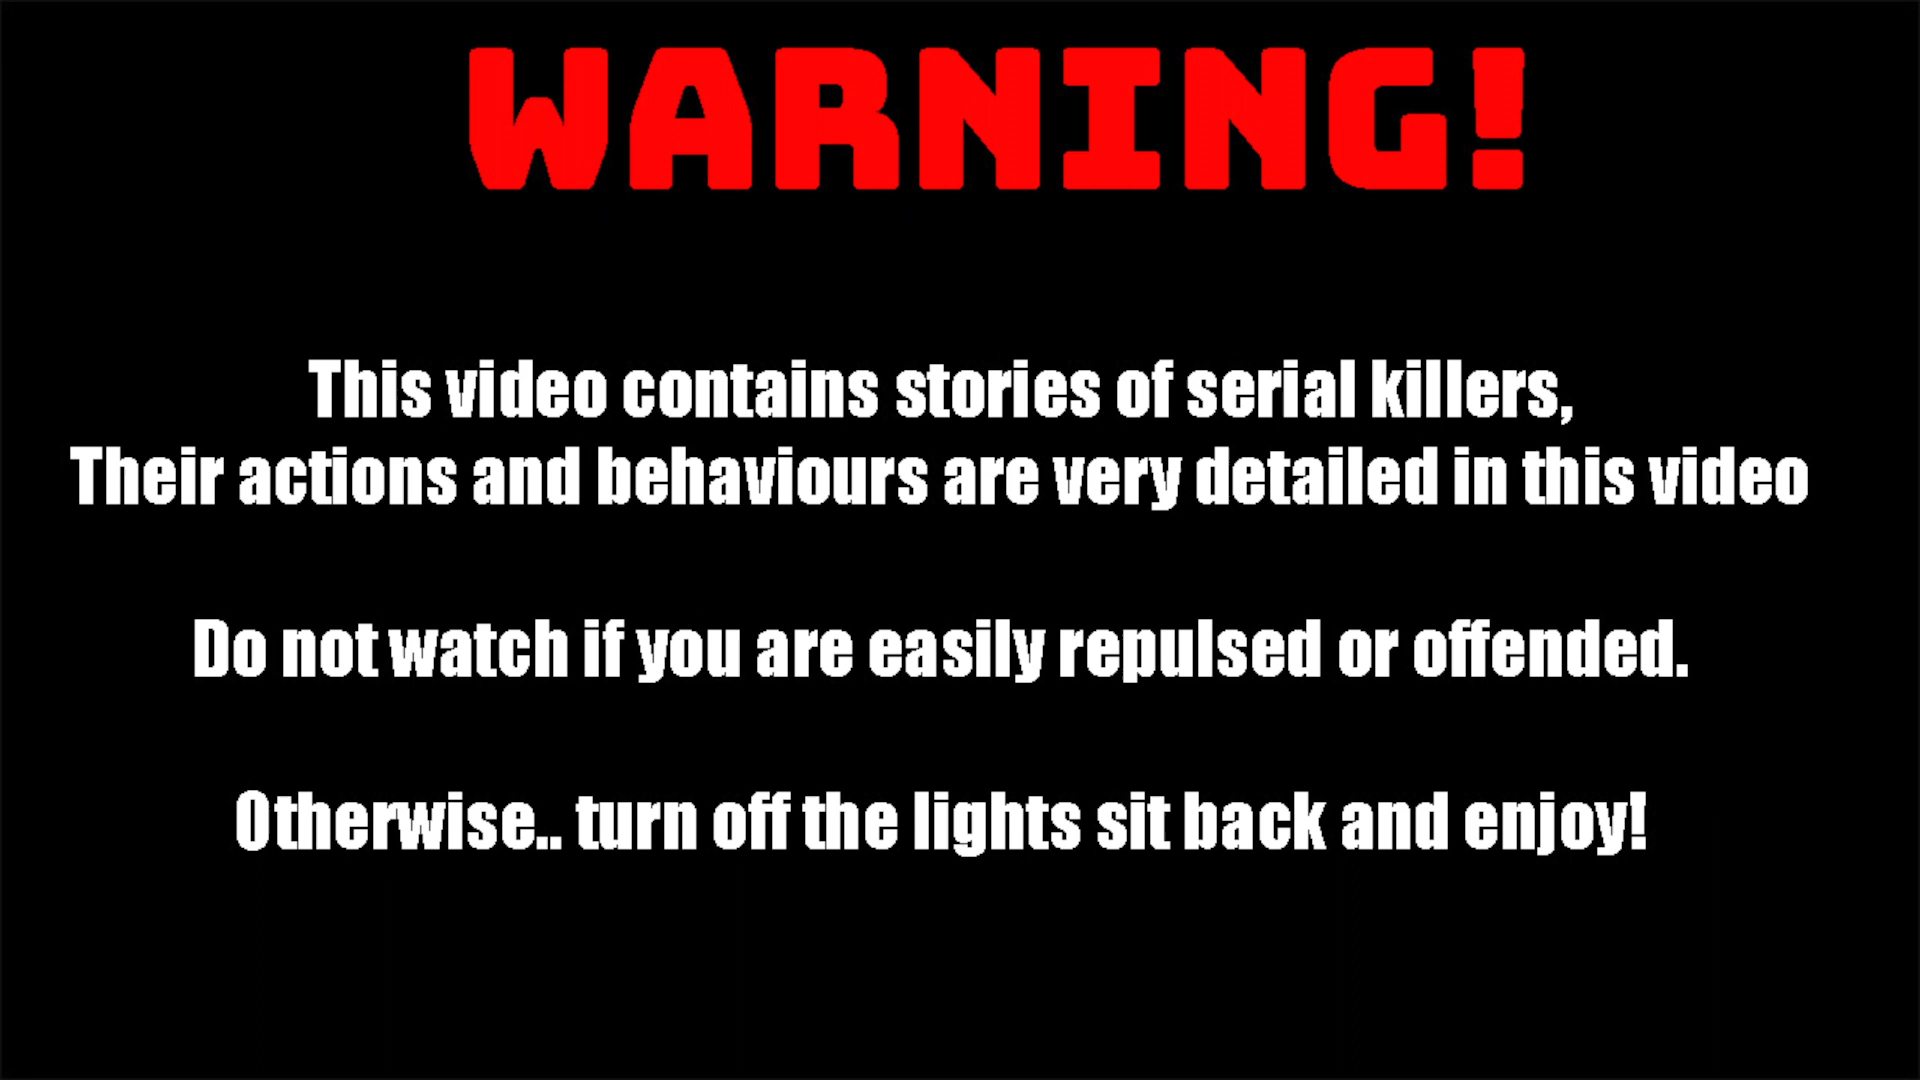 WARNING!
This video contains stories of serial killers,
Their actions and behaviours are very detailed in this video
Do not watch if you are easily repulsed or offended.
Otherwise.. turn off the lights sit back and enjoy!